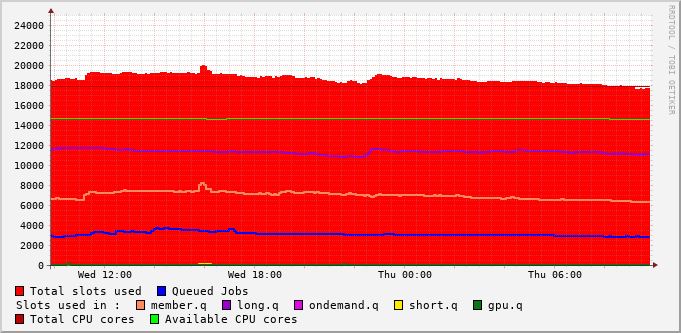 24000
22000
20000
18000
16000
14000
12000
10000
8000
6000
4000
2000
0
Wed 12:00 Wed 18:00 Thu 00:00 Thu 06:00
RRDTOOL / TOBI OETIKER
Total slots used Queued Jobs
Slots used in : member.q long.q ondemand.q short.q gpu.q
Total CPU cores Available CPU cores